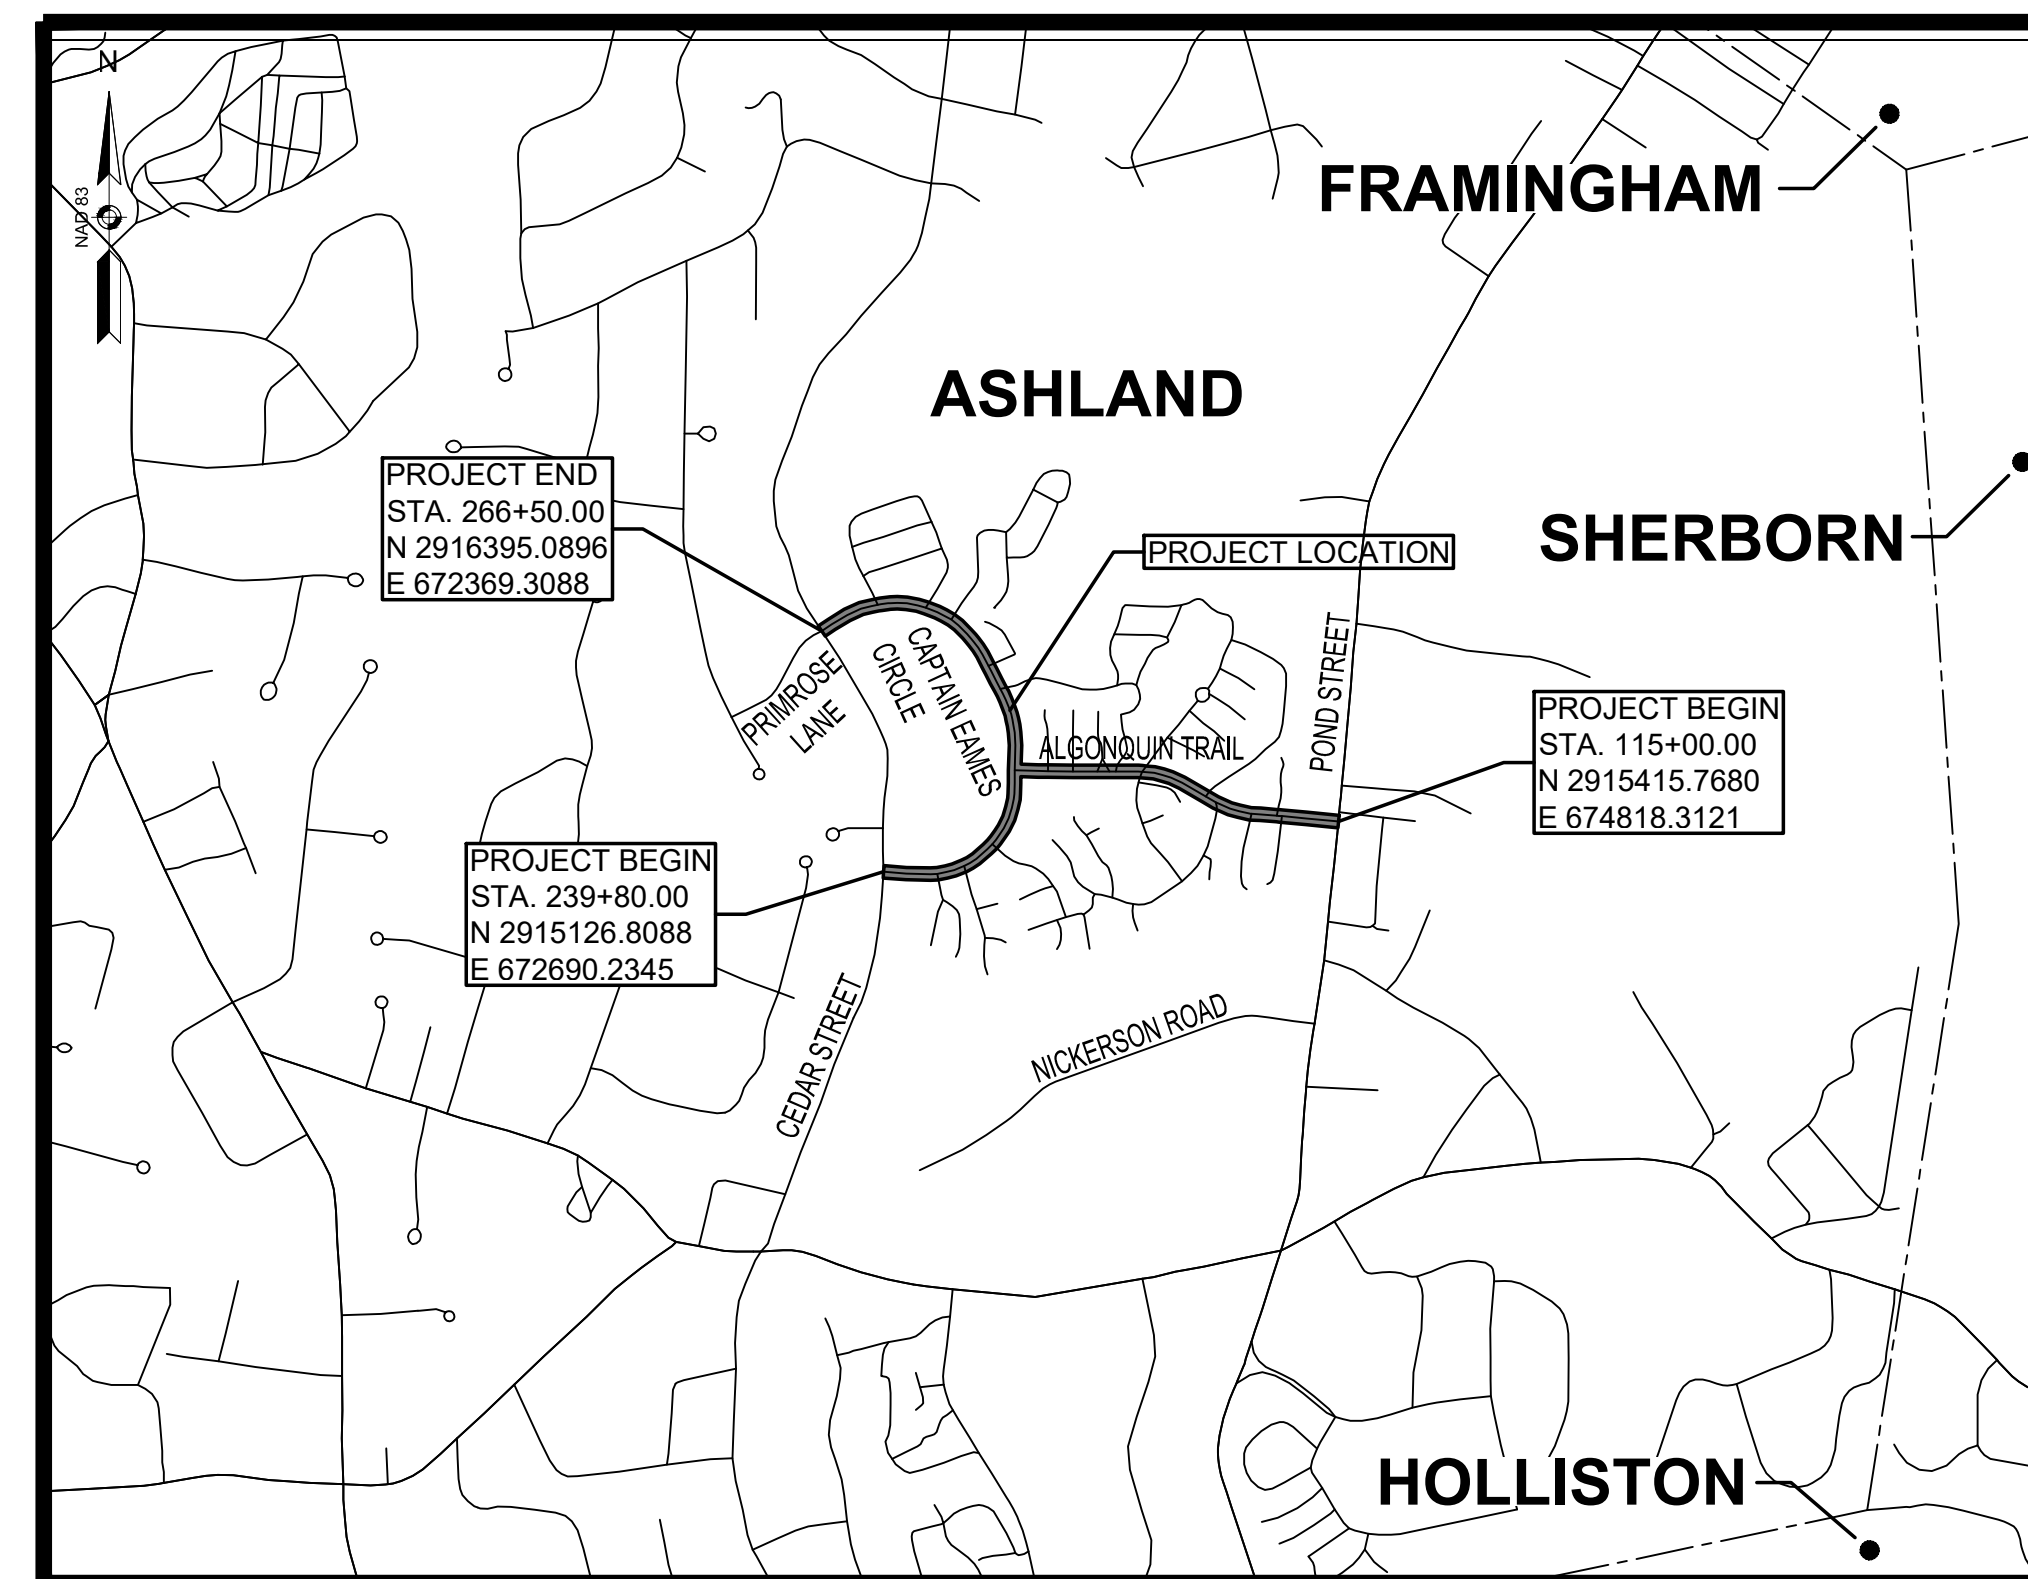 N
NAD 83
FRAMINGHAM
ASHLAND
PROJECT END
STA. 266+50.00
N 2916395.0896
E 672369.3088
PROJECT LOCATION
SHERBORN
CAPTAIN EAMES
CIRCLE
PRIMROSE
LANE
ALGONQUIN TRAIL
POND STREET
PROJECT BEGIN
STA. 115+00.00
N 2915415.7680
E 674818.3121
PROJECT BEGIN
STA. 239+80.00
N 2915126.8088
E 672690.2345
CEDAR STREET
NICKERSON ROAD
HOLLISTON